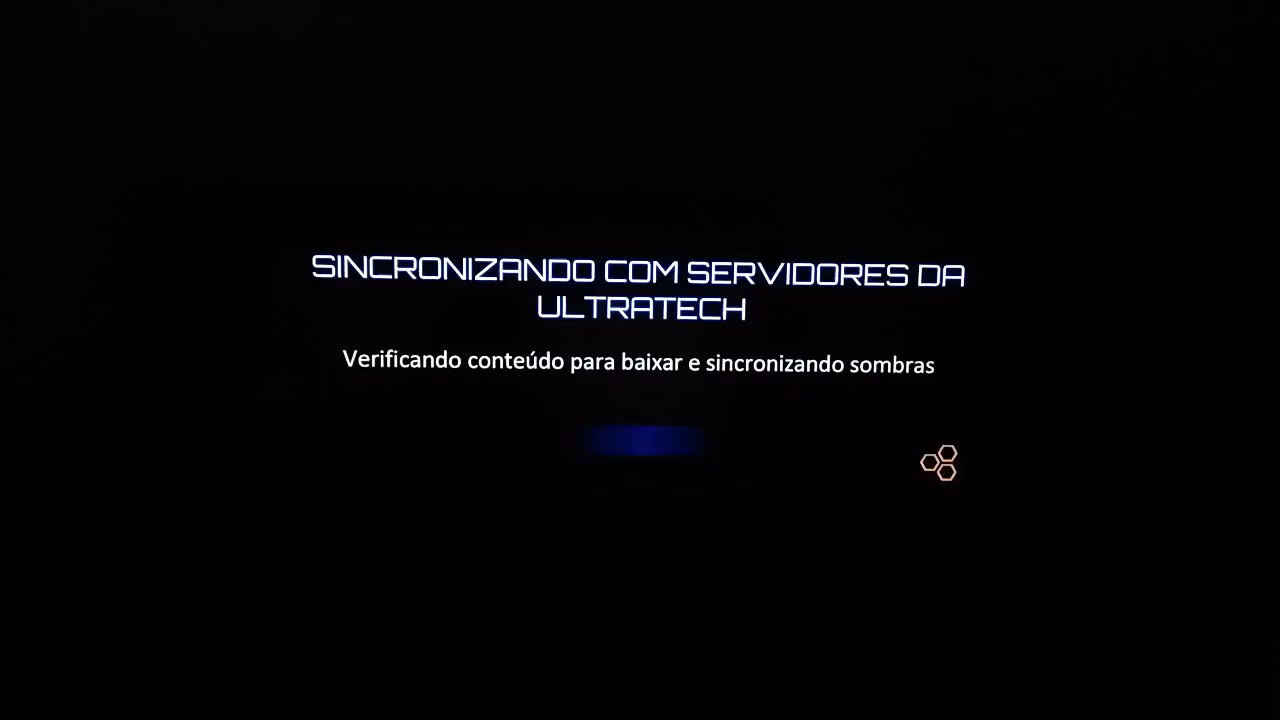 SINCRONIZANDO COM SERVIDORES DA
ULTRATECH
Verificando conteúdo para baixar e sincronizando sombras